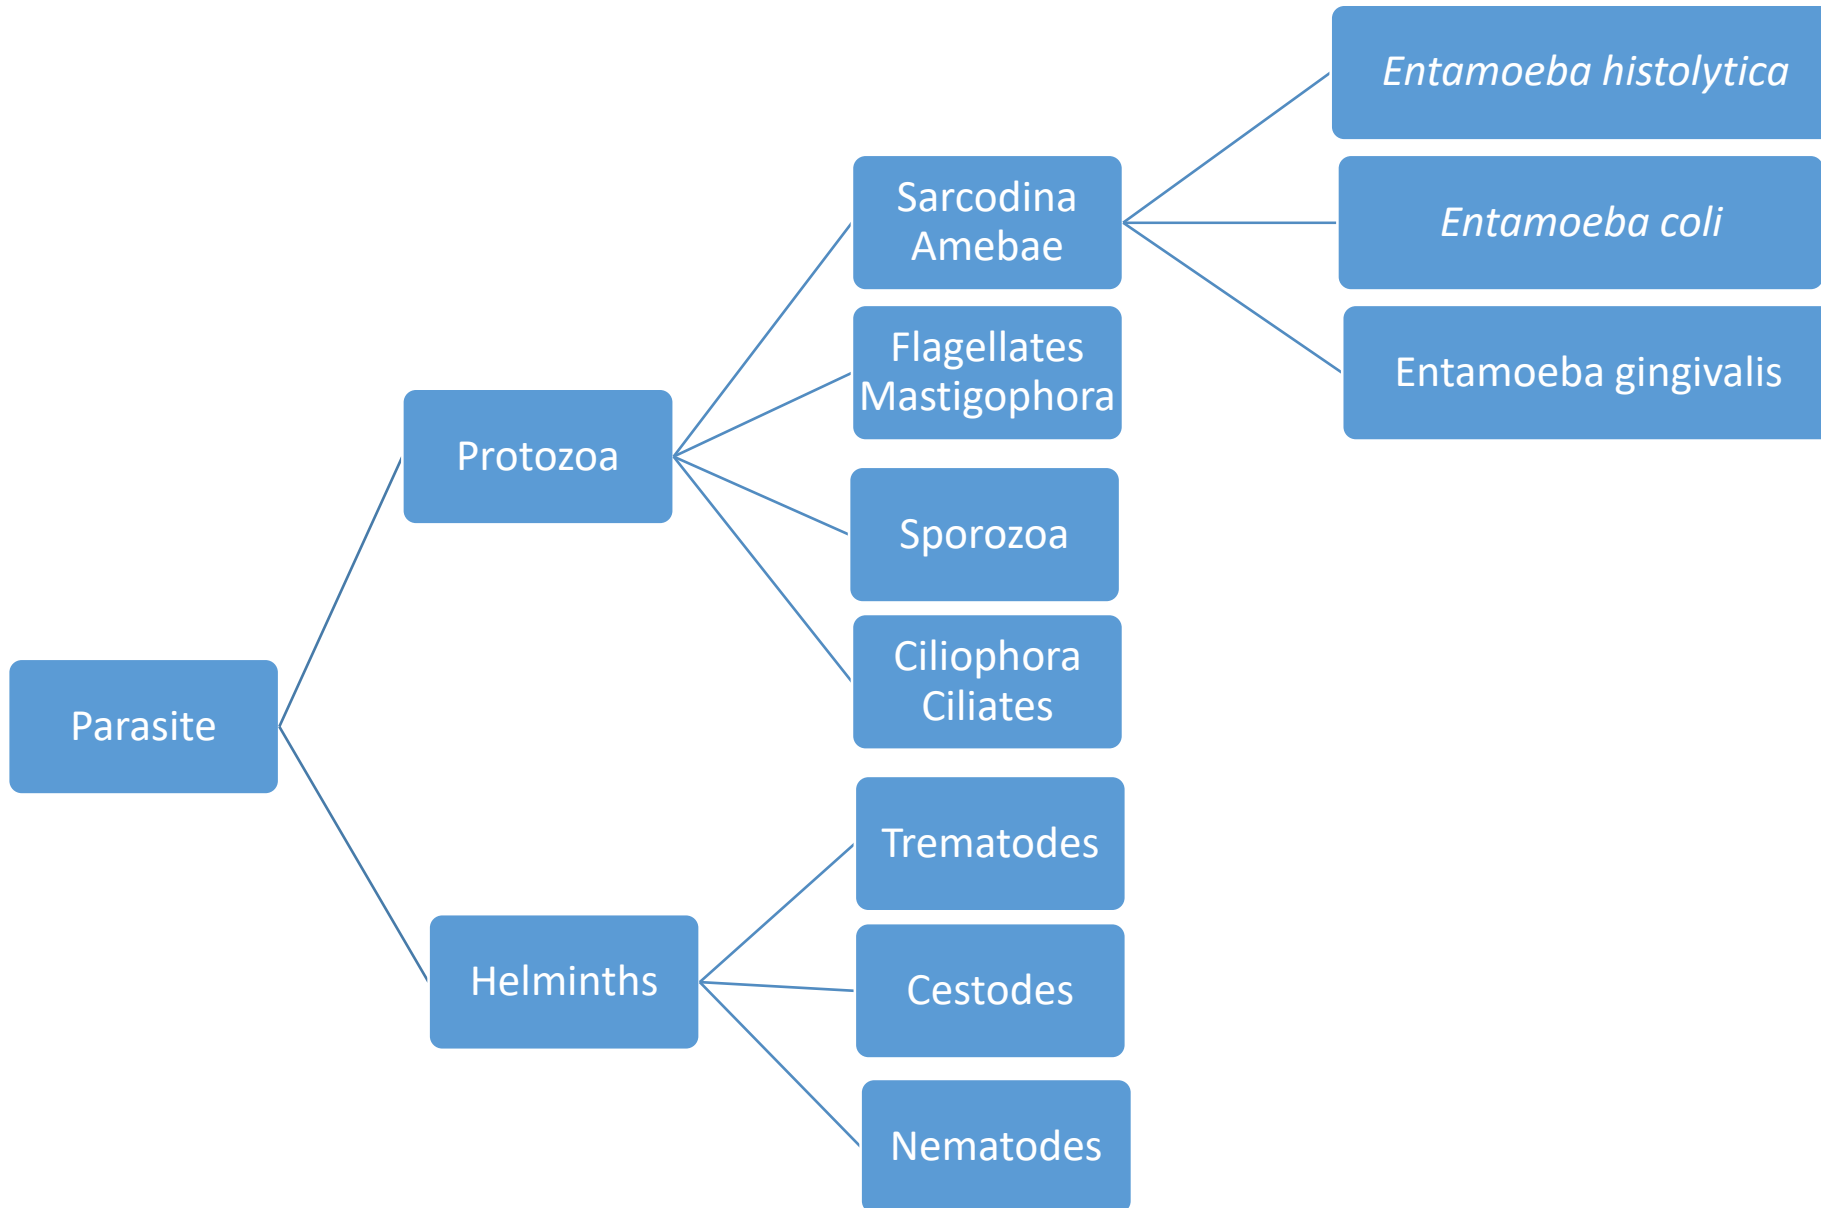 Entamoeba histolytica
Sarcodina
Amebae
Entamoeba coli
Flagellates
Mastigophora
Entamoeba gingivalis
Protozoa
Sporozoa
Ciliophora
Ciliates
Parasite
Trematodes
Helminths
Cestodes
Nematodes